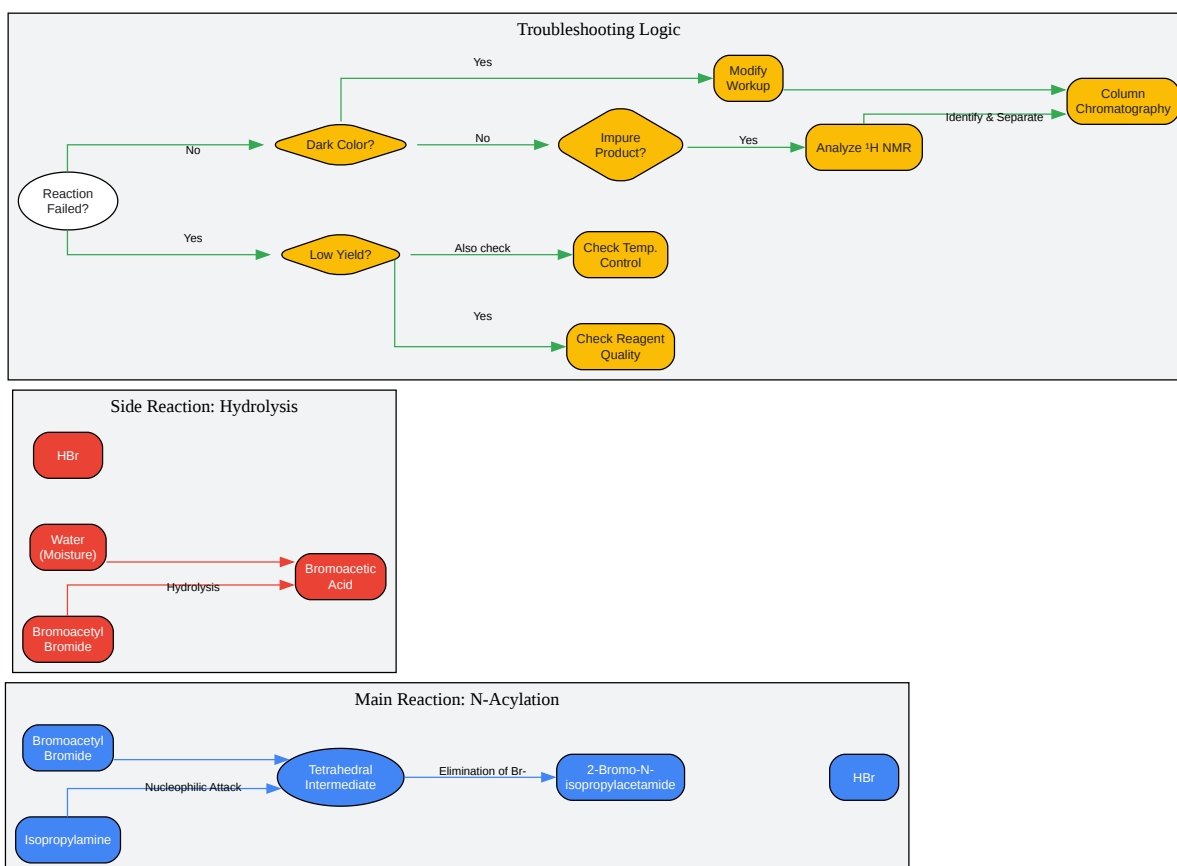 Troubleshooting Logic
Yes
Modify
Workup
Column
Chromatography
Identify & Separate
No
Dark Color?
No
Impure
Product?
Yes
Analyze ¹H NMR
Reaction
Failed?
Yes
Low Yield?
Also check
Check Temp.
Control
Yes
Check Reagent
Quality
Side Reaction: Hydrolysis
HBr
Water
(Moisture)
Bromoacetic
Acid
Hydrolysis
Bromoacetyl
Bromide
Main Reaction: N-Acylation
Bromoacetyl
Bromide
Tetrahedral
Intermediate
Elimination of Br-
2-Bromo-N-
isopropylacetamide
HBr
Nucleophilic Attack
Isopropylamine